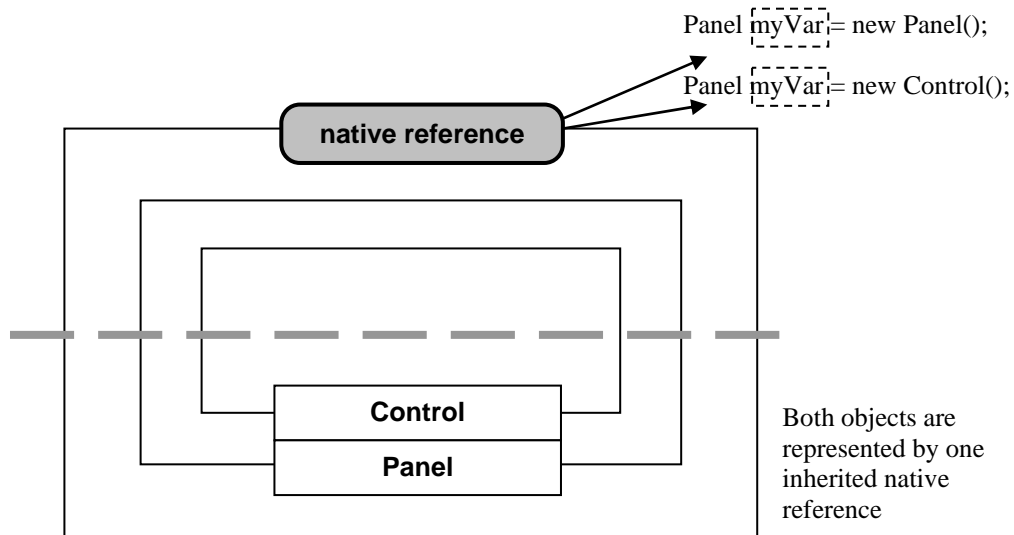 Panel myVar = new Panel();
Panel myVar = new Control();
native reference
Control
Panel
Both objects are
represented by one
inherited native
reference